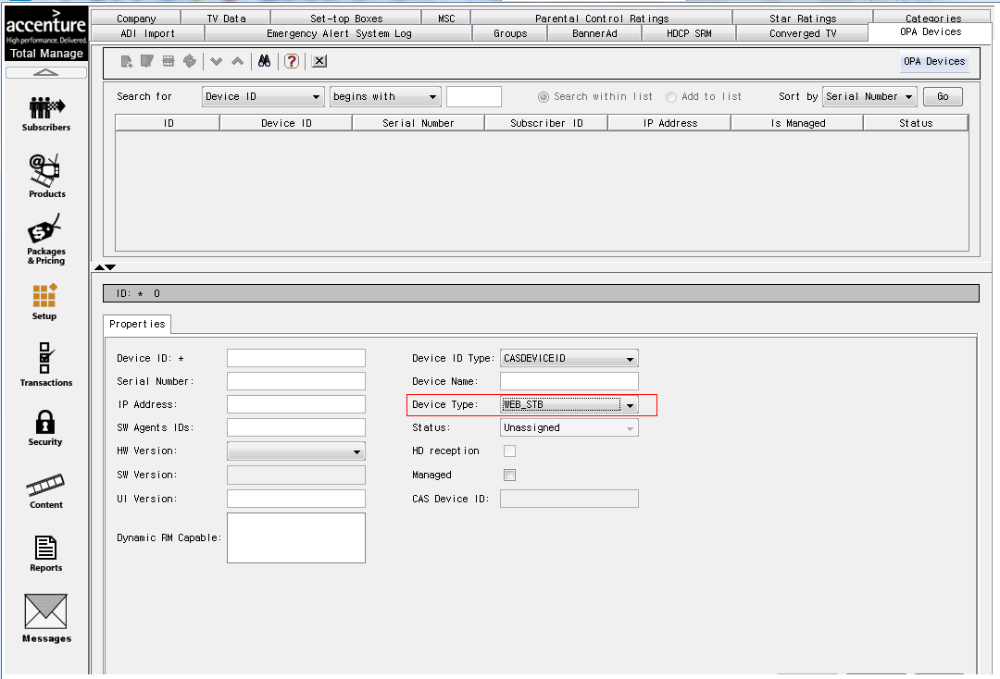 accenture
High performance. Delivered.
Total Manage
Subscribers
Products
Packages
& Pricing
Setup
Transactions
Security
Content
Reports
Messages
Company
TV Data
Set-top Boxes
MSC
Parental Control Ratings
Star Ratings
Categories
ADI Import
Emergency Alert System Log
Groups
BannerAd
HDCP SRM
Converged TV
OPA Devices
OPA Devices
Search for
Device ID
begins with
Search within list
Add to list
Sort by
Serial Number
Go
ID
Device ID
Serial Number
Subscriber ID
IP Address
Is Managed
Status
ID: * 0
Properties
Device ID: *
Serial Number:
IP Address:
SW Agents IDs:
HW Version:
SW Version:
UI Version:
Dynamic RM Capable:
Device ID Type: CASDEVICEID
Device Name:
Device Type: WEB_STB
Status: Unassigned
HD reception
Managed
CAS Device ID: